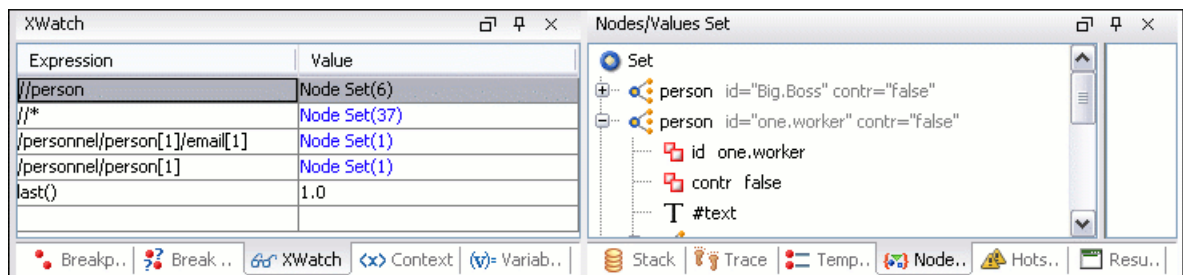 XWatch
Expression Value
//person Node Set(6)
//* Node Set(37)
/personnel/person[1]/email[1] Node Set(1)
/personnel/person[1] Node Set(1)
last() 1.0
Breakp.. Break .. XWatch <x> Context (v)= Variab..
Nodes/Values Set
Set
person id="Big.Boss" contr="false"
person id="one.worker" contr="false"
id one.worker
contr false
T #text
Stack Trace Temp.. Node.. Hots.. Resu..